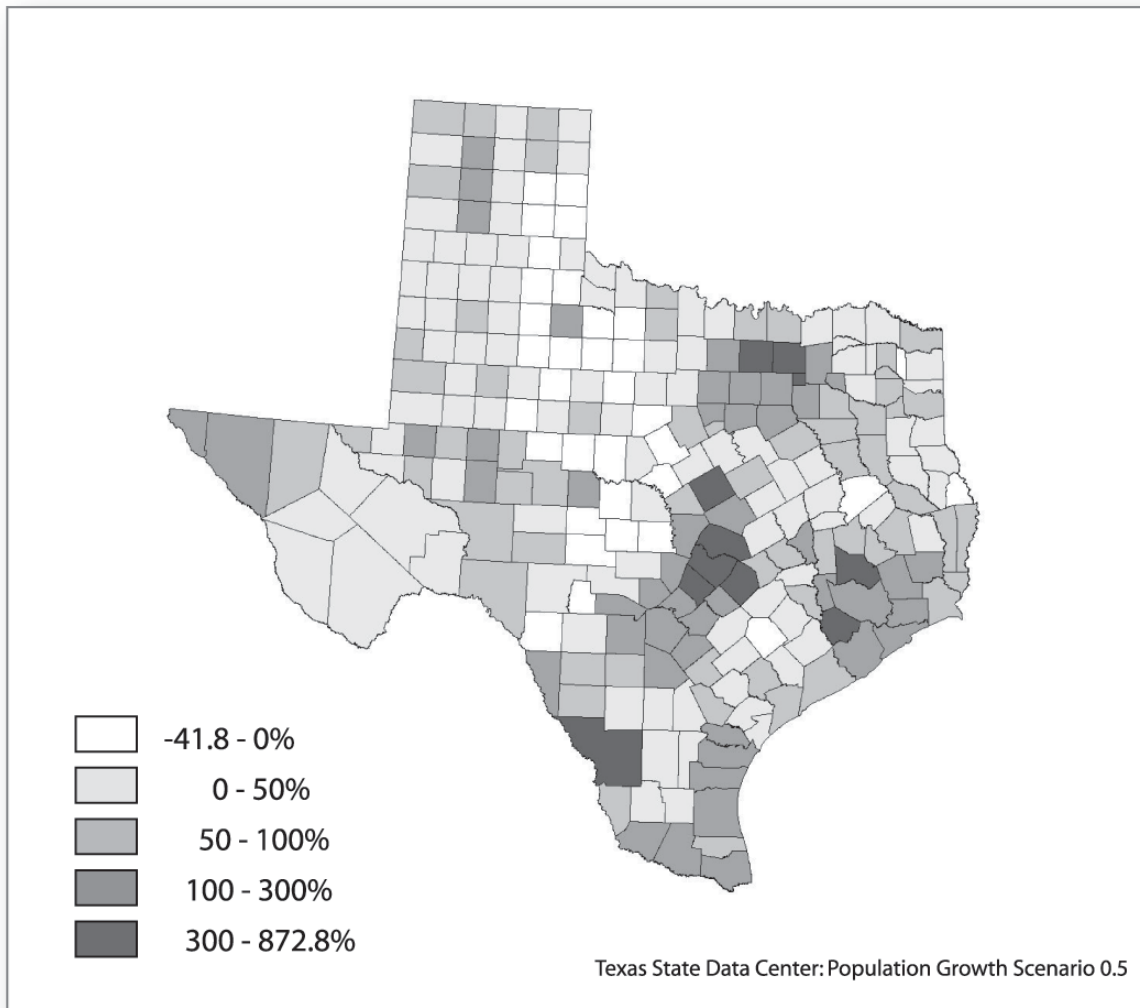 -41.8 - 0%
0 - 50%
50 - 100%
100 - 300%
300 - 872.8%
Texas State Data Center: Population Growth Scenario 0.5